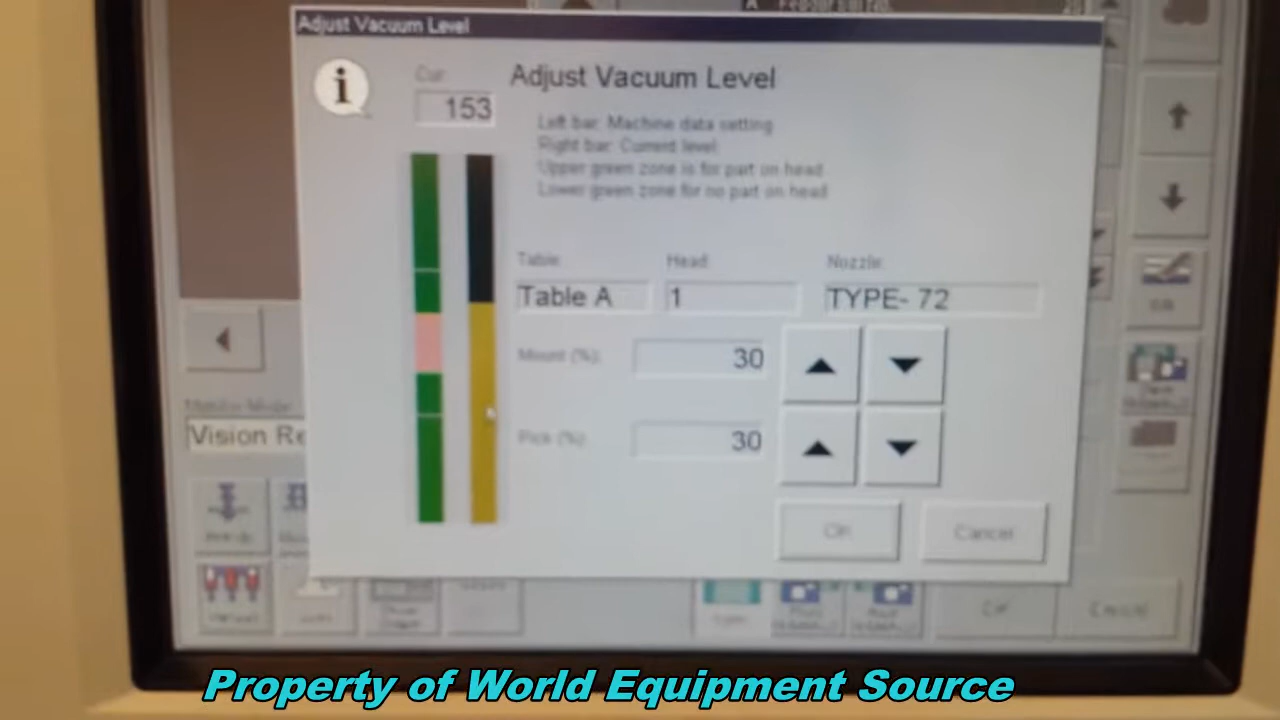 Adjust Vacuum Level
Cur
153
Adjust Vacuum Level
Left bar: Machine data setting
Right bar: Current level
Upper green zone is for part on head
Lower green zone for no part on head
Table:
Head:
Nozzle:
Table A
1
TYPE- 72
Mount (%):
30
Pick (%):
30
OK
Cancel
Vision Re
Cancel
Property of World Equipment Source